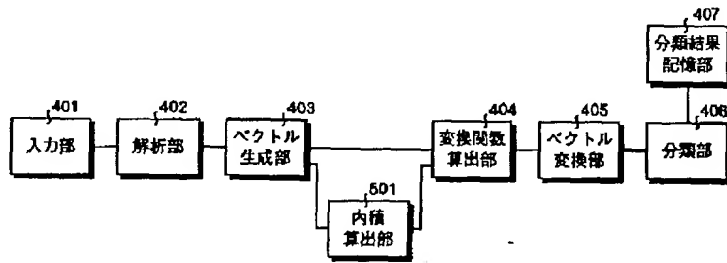 407
分類結果
記憶部
401
入力部
402
解析部
403
ベクトル
生成部
404
変換関数
算出部
405
ベクトル
変換部
406
分類部
501
内積
算出部